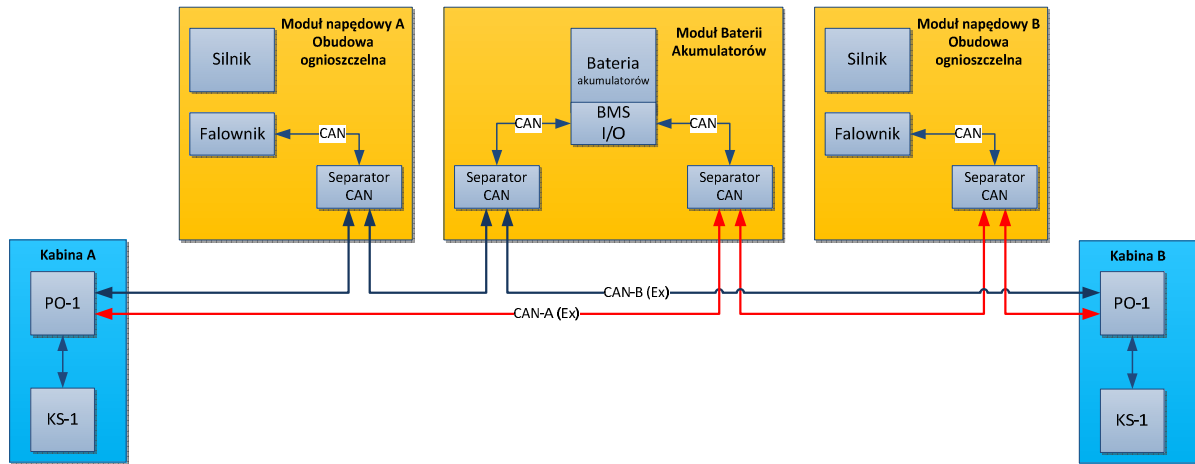 Moduł napędowy A
Obudowa
ognioszczelna
Silnik
Falownik
CAN
Separator
CAN
Moduł Baterii
Akumulatorów
Bateria
akumulatorów
BMS
I/O
CAN
CAN
Separator
CAN
Separator
CAN
Moduł napędowy B
Obudowa
ognioszczelna
Silnik
Falownik
CAN
Separator
CAN
Kabina A
PO-1
KS-1
CAN-B (Ex)
CAN-A (Ex)
Kabina B
PO-1
KS-1